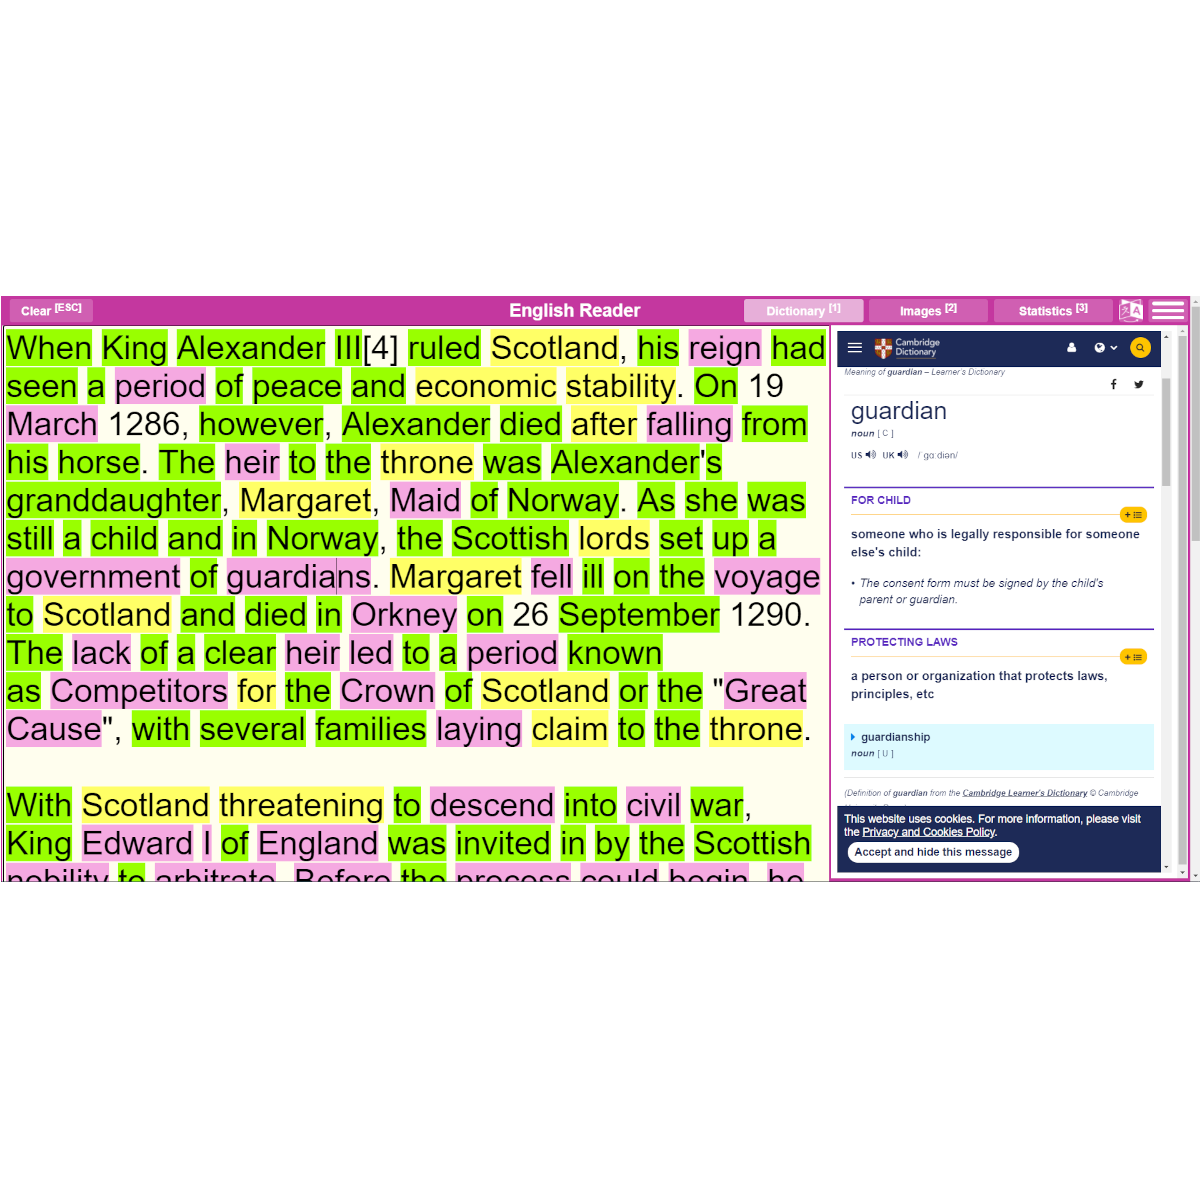 Clear [ESC]
English Reader
Dictionary [1]
Images [2]
Statistics [3]
When King Alexander III[4] ruled Scotland, his reign had
seen a period of peace and economic stability. On 19
March 1286, however, Alexander died after falling from
his horse. The heir to the throne was Alexander's
granddaughter, Margaret, Maid of Norway. As she was
still a child and in Norway, the Scottish lords set up a
government of guardians. Margaret fell ill on the voyage
to Scotland and died in Orkney on 26 September 1290.
The lack of a clear heir led to a period known
as Competitors for the Crown of Scotland or the "Great
Cause", with several families laying claim to the throne.
With Scotland threatening to descend into civil war,
King Edward I of England was invited in by the Scottish
nobility to arbitrate. Before the process could begin, he
Cambridge
Dictionary
Meaning of guardian – Learner's Dictionary
guardian
noun [ C ]
US UK / ˈgɑːdiən/
FOR CHILD
someone who is legally responsible for someone
else's child:
• The consent form must be signed by the child's
parent or guardian.
PROTECTING LAWS
a person or organization that protects laws,
principles, etc
guardianship
noun [ U ]
(Definition of guardian from the Cambridge Learner's Dictionary © Cambridge
This website uses cookies. For more information, please visit
the Privacy and Cookies Policy.
Accept and hide this message